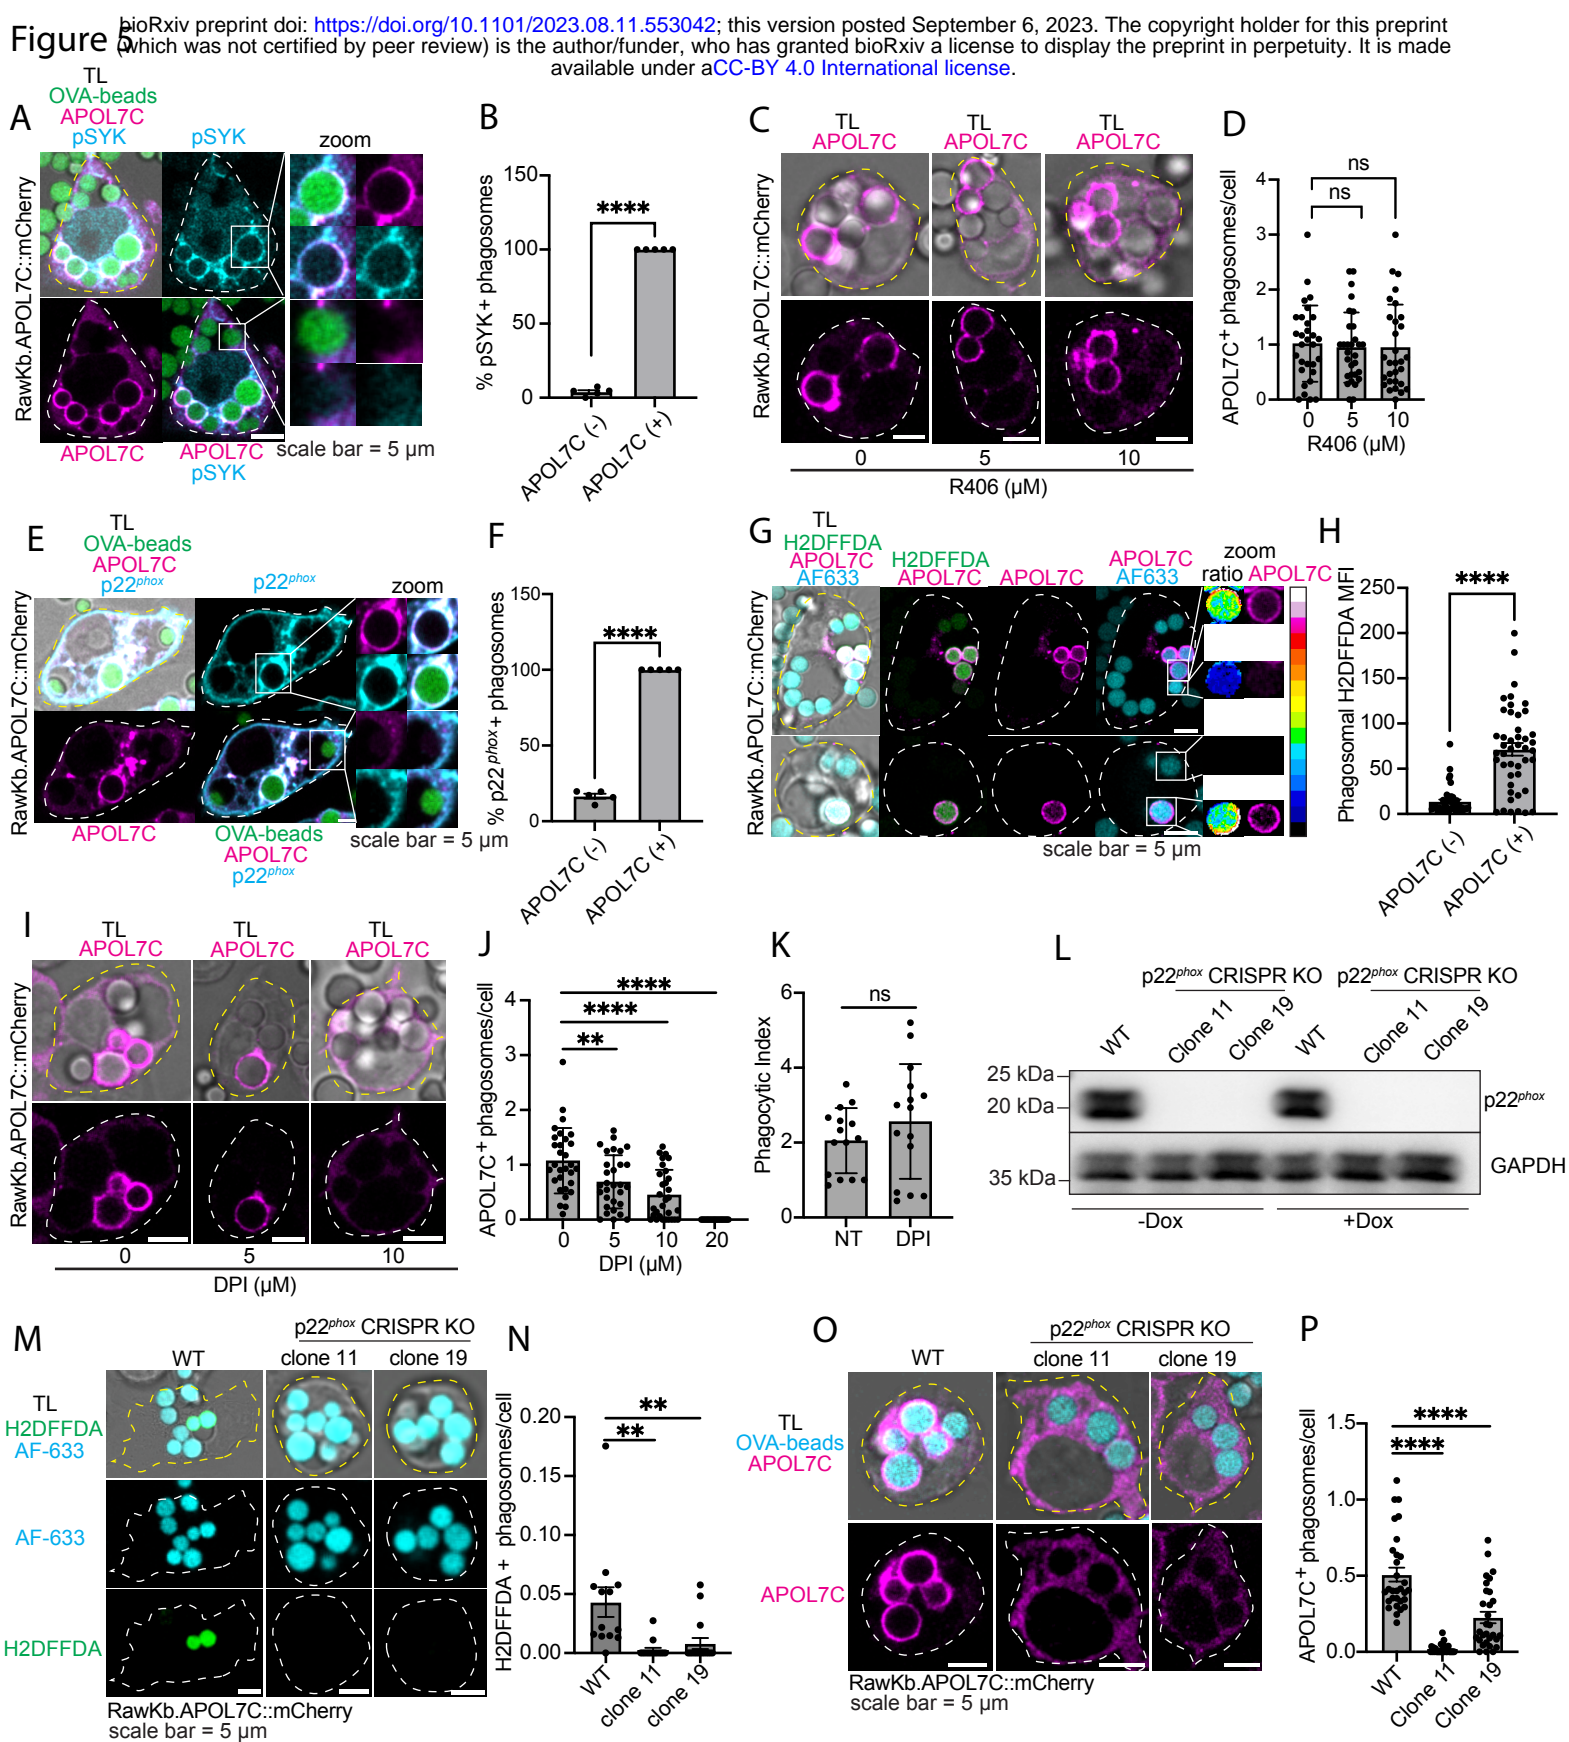 bioRxiv preprint doi: https://doi.org/10.1101/2023.08.11.553042; this version posted September 6, 2023. The copyright holder for this preprint
Figure 5
(which was not certified by peer review) is the author/funder, who has granted bioRxiv a license to display the preprint in perpetuity. It is made
available under aCC-BY 4.0 International license.
A
TL
OVA-beads
APOL7C
pSYK
pSYK
zoom
RawKb.APOL7C::mCherry
APOL7C
APOL7C
pSYK
scale bar = 5 µm
B
% pSYK+ phagosomes
150
100
50
0
****
APOL7C (-)
APOL7C (+)
C
TL
APOL7C
TL
APOL7C
TL
APOL7C
RawKb.APOL7C::mCherry
0
5
10
R406 (µM)
D
APOL7C+ phagosomes/cell
4
3
2
1
0
ns
ns
0
5
10
R406 (µM)
E
TL
OVA-beads
APOL7C
p22phox
p22phox
zoom
RawKb.APOL7C::mCherry
APOL7C
OVA-beads
APOL7C
p22phox
scale bar = 5 µm
F
% p22phox+ phagosomes
150
100
50
0
****
APOL7C (-)
APOL7C (+)
G
TL
H2DFFDA
APOL7C
AF633
H2DFFDA
APOL7C
APOL7C
APOL7C
AF633
zoom
ratio APOL7C
RawKb.APOL7C::mCherry
scale bar = 5 µm
H
Phagosomal H2DFFDA MFI
250
200
150
100
50
0
****
APOL7C (-)
APOL7C (+)
I
TL
APOL7C
TL
APOL7C
TL
APOL7C
RawKb.APOL7C::mCherry
0
5
10
DPI (µM)
J
APOL7C+ phagosomes/cell
4
3
2
1
0
****
****
**
0
5
10
20
DPI (µM)
K
Phagocytic Index
6
4
2
0
ns
NT
DPI
L
p22phox CRISPR KO
p22phox CRISPR KO
WT
Clone 11
Clone 19
WT
Clone 11
Clone 19
25 kDa
20 kDa
p22phox
35 kDa
GAPDH
-Dox
+Dox
M
p22phox CRISPR KO
WT
clone 11
clone 19
TL
H2DFFDA
AF-633
AF-633
H2DFFDA
RawKb.APOL7C::mCherry
scale bar = 5 µm
N
H2DFFDA + phagosomes/cell
0.20
0.15
0.10
0.05
0.00
**
**
WT
clone 11
clone 19
O
p22phox CRISPR KO
WT
clone 11
clone 19
TL
OVA-beads
APOL7C
APOL7C
RawKb.APOL7C::mCherry
scale bar = 5 µm
P
APOL7C+ phagosomes/cell
1.5
1.0
0.5
0.0
****
****
WT
Clone 11
Clone 19